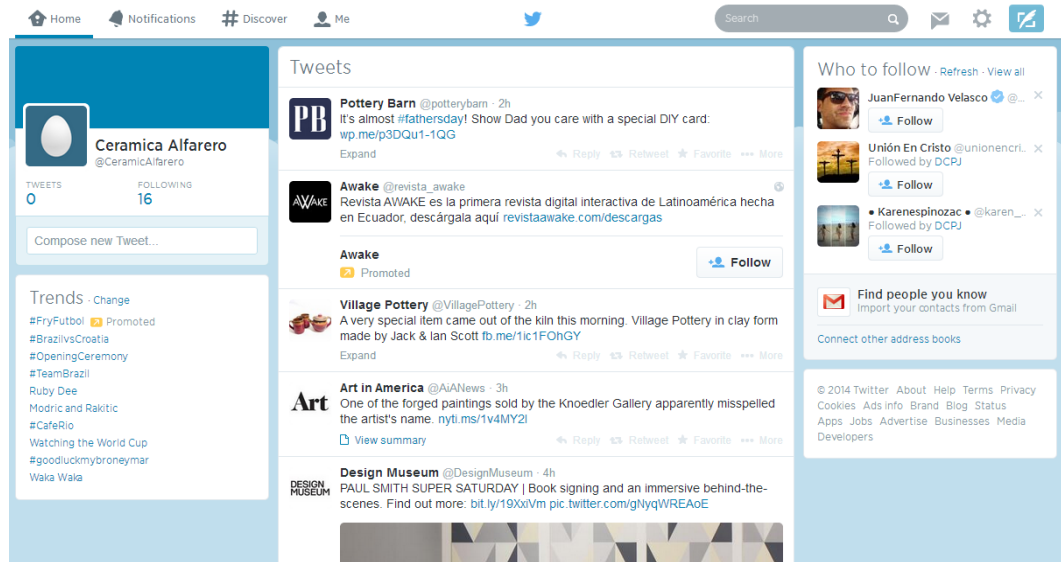 Home Notifications Discover Me Search
Ceramica Alfarero
@CeramicAlfarero
TWEETS FOLLOWING
0 16
Compose new Tweet...
Trends · Change
#FryFutbol Promoted
#BrazilvsCroatia
#OpeningCeremony
#TeamBrazil
Ruby Dee
Modric and Rakitic
#CafeRio
Watching the World Cup
#goodluckmybroneymar
Waka Waka
Tweets
PB
Pottery Barn @potterybarn · 2h
It's almost #fathersday! Show Dad you care with a special DIY card:
wp.me/p3DQu1-1QG
Expand Reply Retweet Favorite More
AWAKE
Awake @revista_awake
Revista AWAKE es la primera revista digital interactiva de Latinoamérica hecha
en Ecuador, descárgala aquí revistaawake.com/descargas
Awake
Promoted
Follow
Village Pottery @VillagePottery · 2h
A very special item came out of the kiln this morning. Village Pottery in clay form
made by Jack & Ian Scott fb.me/1ic1FOhGY
Expand Reply Retweet Favorite More
Art
Art in America @AiANews · 3h
One of the forged paintings sold by the Knoedler Gallery apparently misspelled
the artist's name. nyti.ms/1v4MY2l
View summary Reply Retweet Favorite More
DESIGN
MUSEUM
Design Museum @DesignMuseum · 4h
PAUL SMITH SUPER SATURDAY | Book signing and an immersive behind-the-
scenes. Find out more: bit.ly/19XxiVm pic.twitter.com/gNyqWREAoE
Who to follow · Refresh · View all
JuanFernando Velasco @...
Follow
Unión En Cristo @unionencri..
Followed by DCPJ
Follow
• Karenespinozac • @karen_..
Followed by DCPJ
Follow
Find people you know
Import your contacts from Gmail
Connect other address books
© 2014 Twitter About Help Terms Privacy
Cookies Ads info Brand Blog Status
Apps Jobs Advertise Businesses Media
Developers